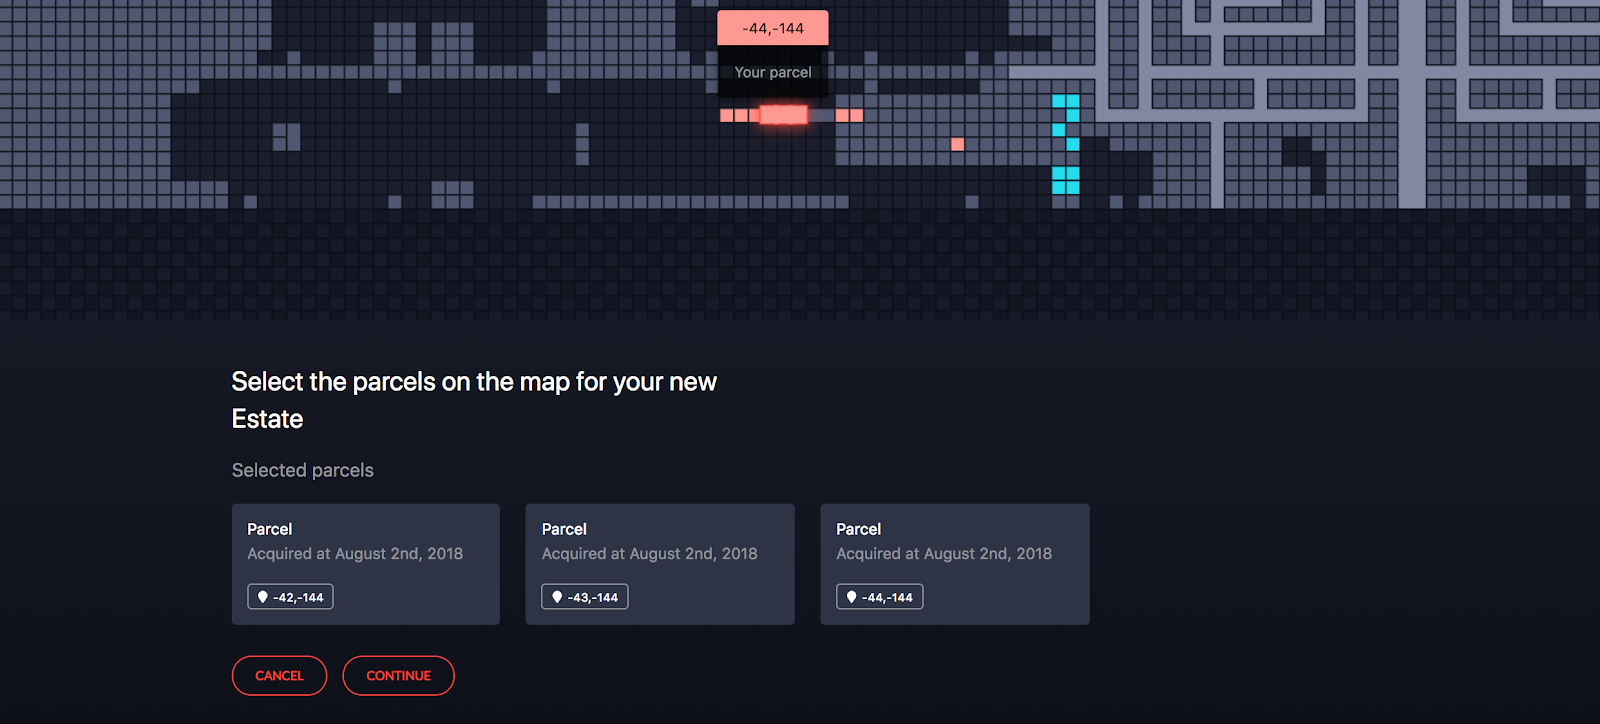 -44,-144
Your parcel
Select the parcels on the map for your new
Estate
Selected parcels
Parcel
Acquired at August 2nd, 2018
-42,-144
Parcel
Acquired at August 2nd, 2018
-43,-144
Parcel
Acquired at August 2nd, 2018
-44,-144
CANCEL
CONTINUE